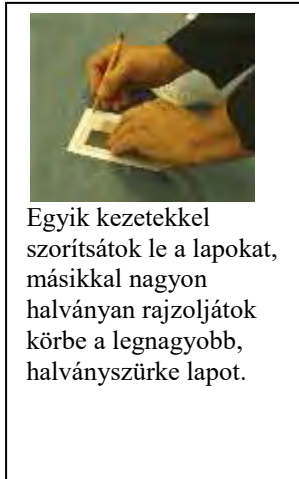 Egyik kezetekkel
szorítsátok le a lapokat,
másikkal nagyon
halványan rajzoljátok
körbe a legnagyobb,
halványszürke lapot.